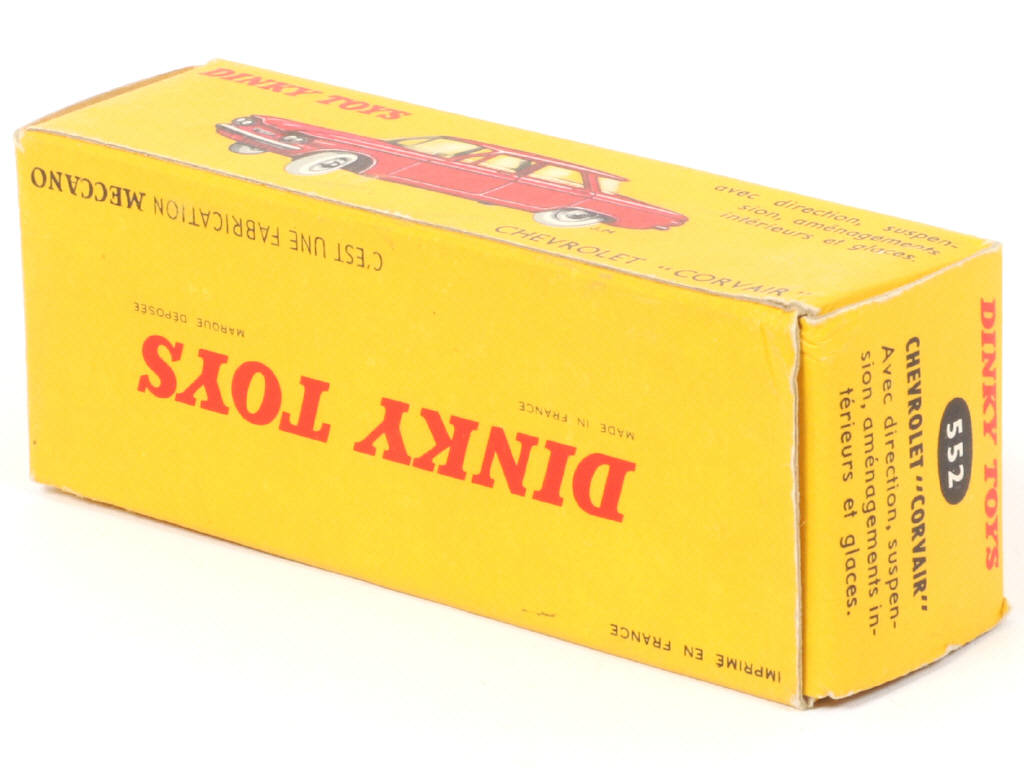 DINKY TOYS
avec direction, suspen-
sion, aménagements
intérieurs et glaces.
CHEVROLET "CORVAIR"
IMPRIMÉ EN FRANCE
MADE IN FRANCE
DINKY TOYS
MARQUE DÉPOSÉE
C'EST UNE FABRICATION MECCANO
DINKY TOYS
552
CHEVROLET "CORVAIR"
Avec direction, suspen-
sion, aménagements in-
térieurs et glaces.